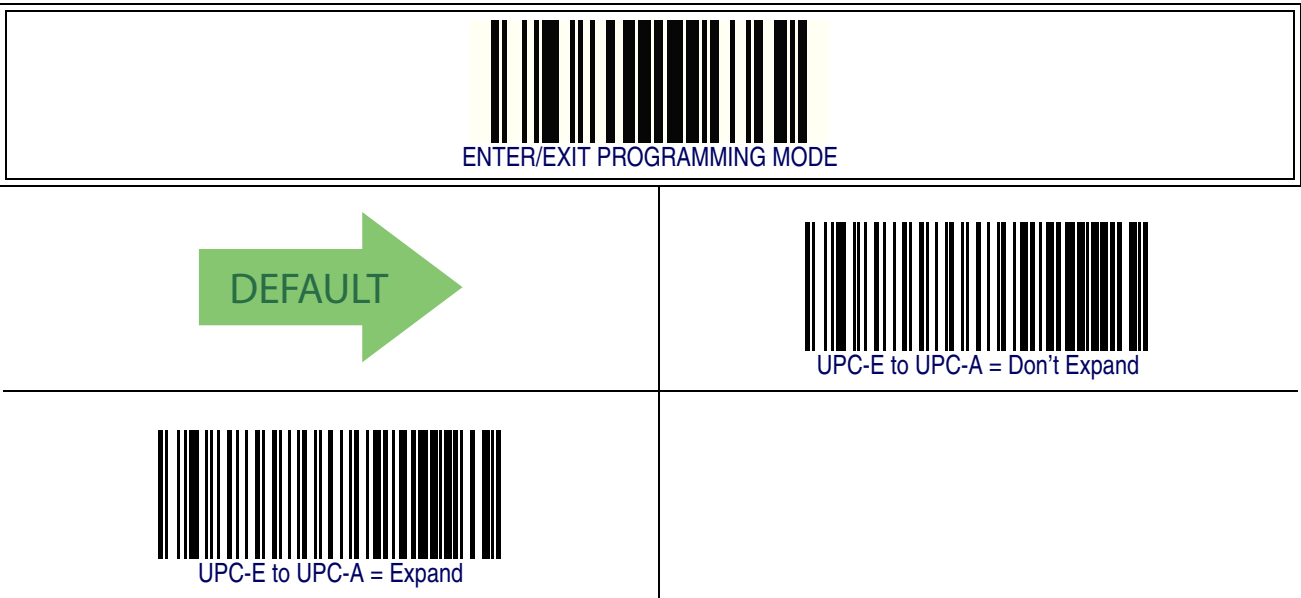 ENTER/EXIT PROGRAMMING MODE
DEFAULT
UPC-E to UPC-A = Don’t Expand
UPC-E to UPC-A = Expand